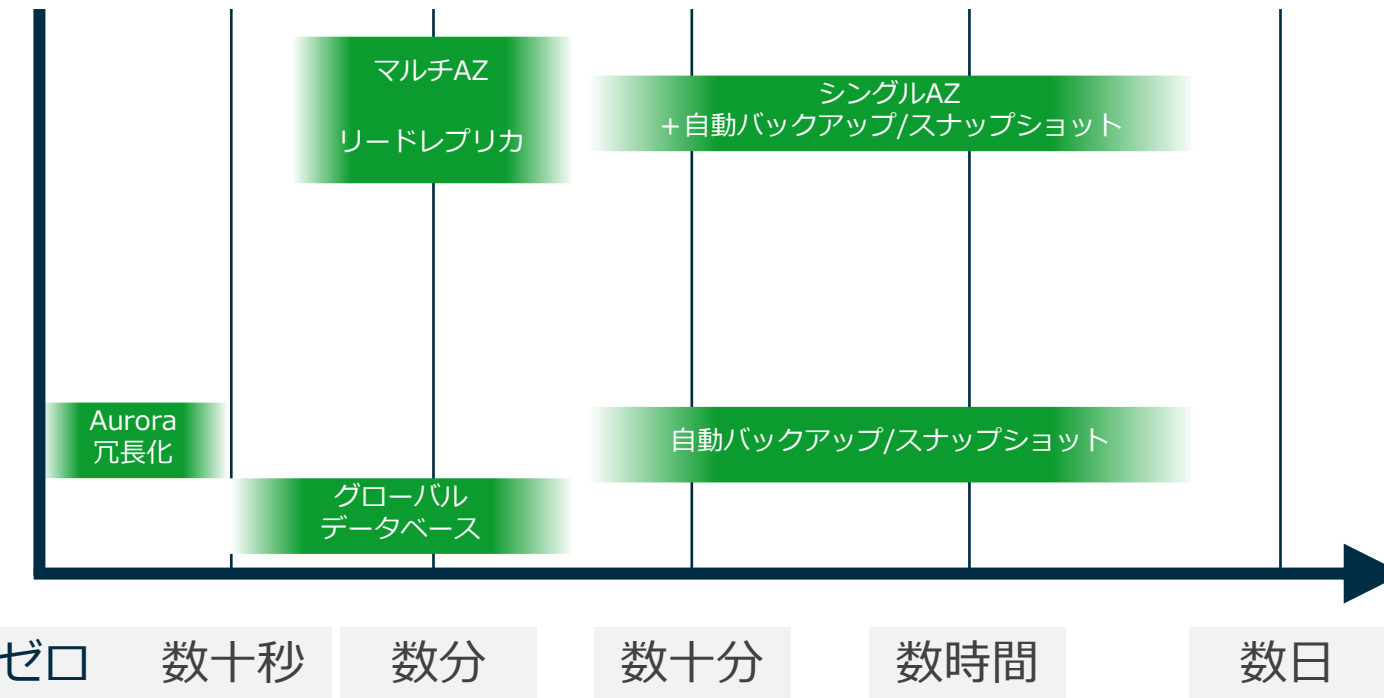 マルチAZ
リードレプリカ
シングルAZ
+自動バックアップ/スナップショット
Aurora
冗長化
自動バックアップ/スナップショット
グローバル
データベース
ゼロ 数十秒 数分 数十分 数時間 数日